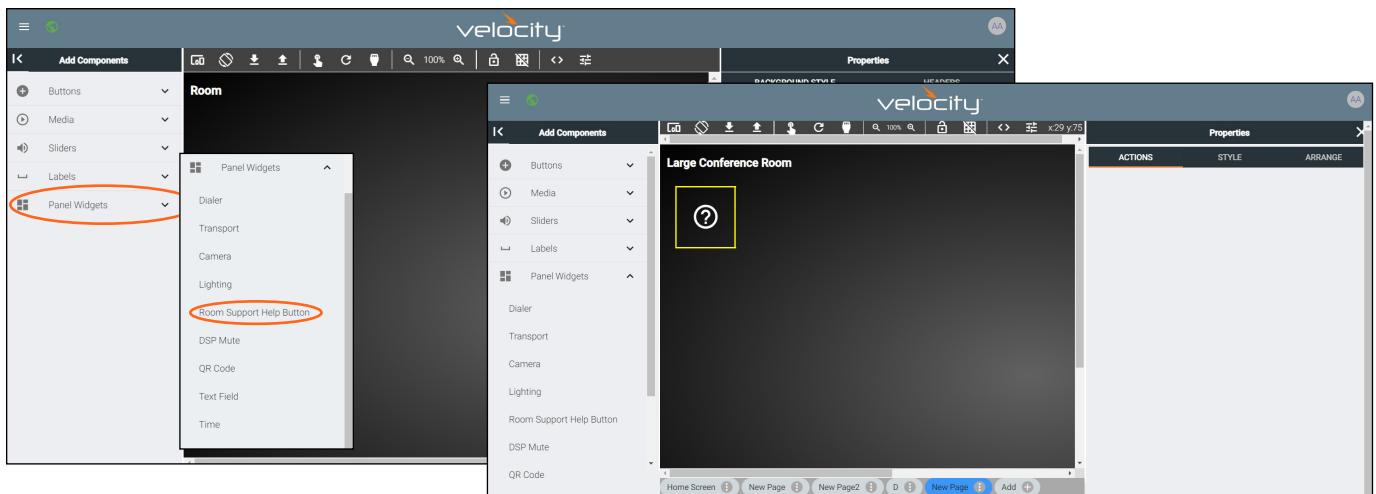 velocity
AA
Add Components
100%
Properties
BACKGROUND STYLE
HEADERS
Buttons
Media
Sliders
Labels
Panel Widgets
Room
Panel Widgets
Dialer
Transport
Camera
Lighting
Room Support Help Button
DSP Mute
QR Code
Text Field
Time
velocity
AA
Add Components
100%
x:29 y:75
Properties
Buttons
Media
Sliders
Labels
Panel Widgets
Dialer
Transport
Camera
Lighting
Room Support Help Button
DSP Mute
QR Code
Large Conference Room
ACTIONS
STYLE
ARRANGE
Home Screen
New Page
New Page2
D
New Page
Add